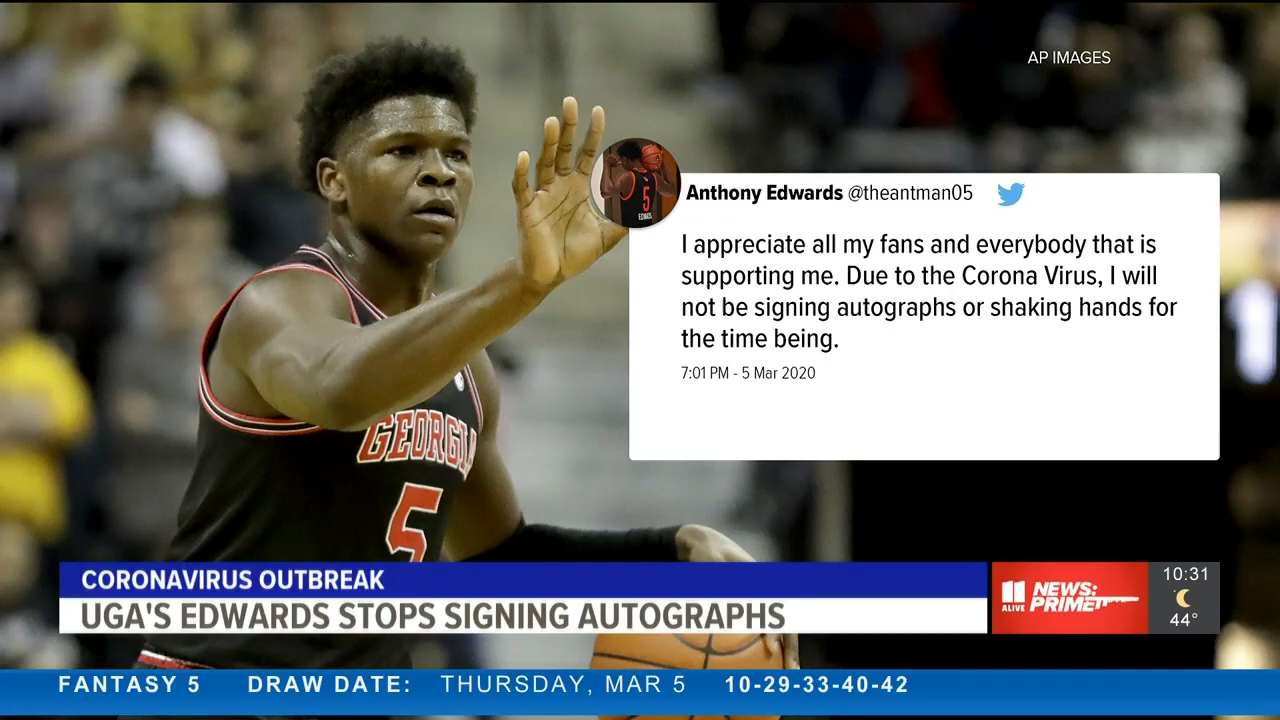 AP IMAGES
Anthony Edwards @theantman05
I appreciate all my fans and everybody that is
supporting me. Due to the Corona Virus, I will
not be signing autographs or shaking hands for
the time being.
7:01 PM - 5 Mar 2020
5
EDWARDS
GEORGIA
5
CORONAVIRUS OUTBREAK
UGA'S EDWARDS STOPS SIGNING AUTOGRAPHS
11 ALIVE NEWS: PRIMETIME
10:31
44°
FANTASY 5 DRAW DATE: THURSDAY, MAR 5 10-29-33-40-42